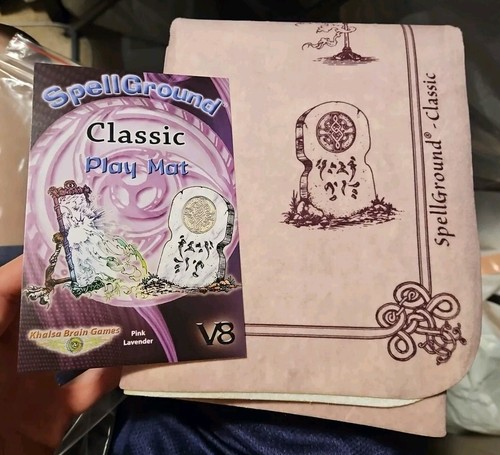 SpellGround
Classic
Play Mat
Khalsa Brain Games
Pink
Lavender
V8
SpellGround® - Classic